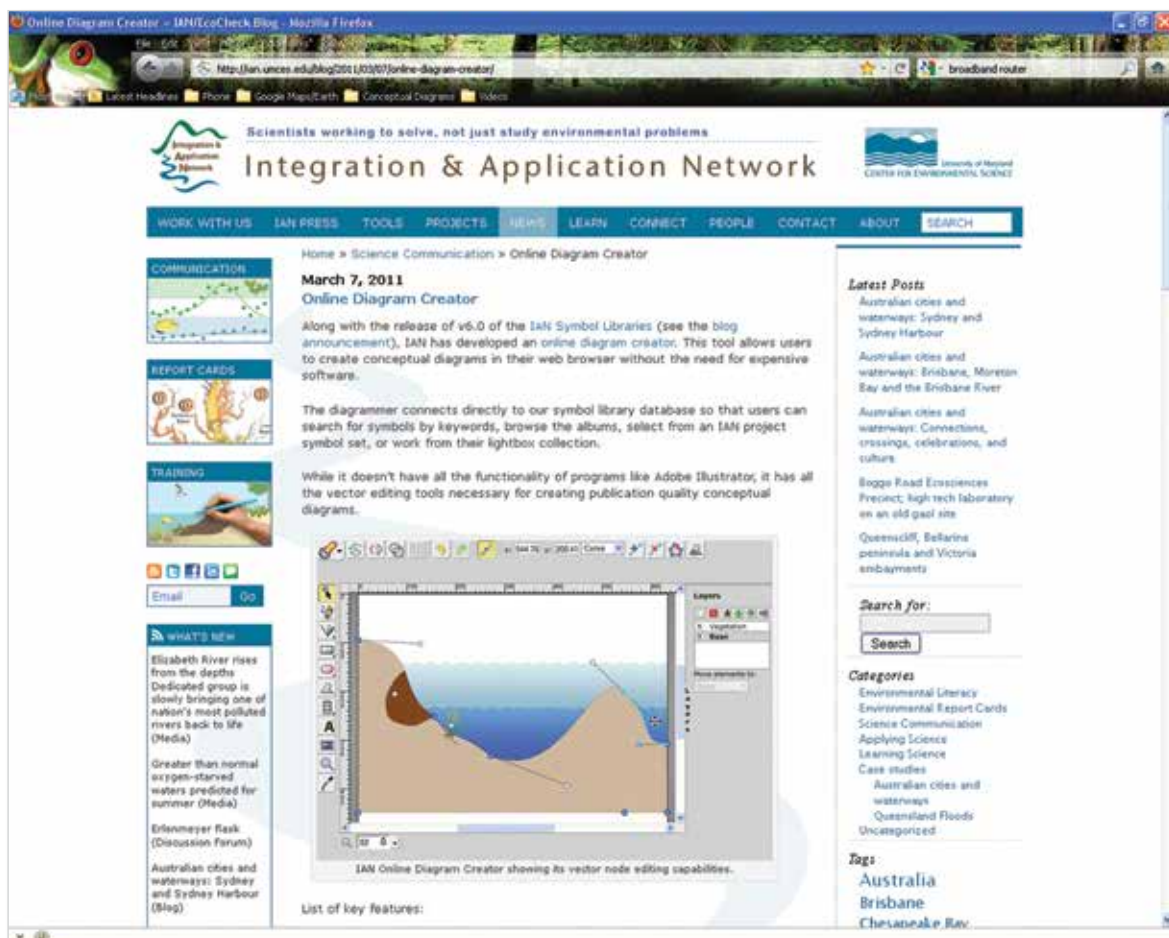 Online Diagram Creator « IAN/EcoCheck Blog - Mozilla Firefox
File Edit
http://ian.umces.edu/blog/2011/03/07/online-diagram-creator/
broadband router
Latest Headlines Phone Google Maps/Earth Conceptual Diagrams Videos
Integration &
Application
Network
Scientists working to solve, not just study environmental problems
Integration & Application Network
University of Maryland
CENTER FOR ENVIRONMENTAL SCIENCE
WORK WITH US IAN PRESS TOOLS PROJECTS NEWS LEARN CONNECT PEOPLE CONTACT ABOUT SEARCH
COMMUNICATION
REPORT CARDS
TRAINING
Email Go
WHAT'S NEW
Elizabeth River rises
from the depths
Dedicated group is
slowly bringing one of
nation's most polluted
rivers back to life
(Media)
Greater than normal
oxygen-starved
waters predicted for
summer (Media)
Erlenmeyer flask
(Discussion Forum)
Australian cities and
waterways: Sydney
and Sydney Harbour
(Blog)
Home » Science Communication » Online Diagram Creator
March 7, 2011
Online Diagram Creator
Along with the release of v6.0 of the IAN Symbol Libraries (see the blog
announcement), IAN has developed an online diagram creator. This tool allows users
to create conceptual diagrams in their web browser without the need for expensive
software.
The diagrammer connects directly to our symbol library database so that users can
search for symbols by keywords, browse the albums, select from an IAN project
symbol set, or work from their lightbox collection.
While it doesn't have all the functionality of programs like Adobe Illustrator, it has all
the vector editing tools necessary for creating publication quality conceptual
diagrams.
Curve
Layers
Vegetation
Base
Move elements to:
IAN Online Diagram Creator showing its vector node editing capabilities.
List of key features:
Latest Posts
Australian cities and
waterways: Sydney and
Sydney Harbour
Australian cities and
waterways: Brisbane, Moreton
Bay and the Brisbane River
Australian cities and
waterways: Connections,
crossings, celebrations, and
culture
Boggo Road Ecosciences
Precinct; high tech laboratory
on an old gaol site
Queenscliff, Bellarine
peninsula and Victoria
embayments
Search for:
Search
Categories
Environmental Literacy
Environmental Report Cards
Science Communication
Applying Science
Learning Science
Case studies
Australian cities and
waterways
Queensland Floods
Uncategorized
Tags
Australia
Brisbane
Chesapeake Bay